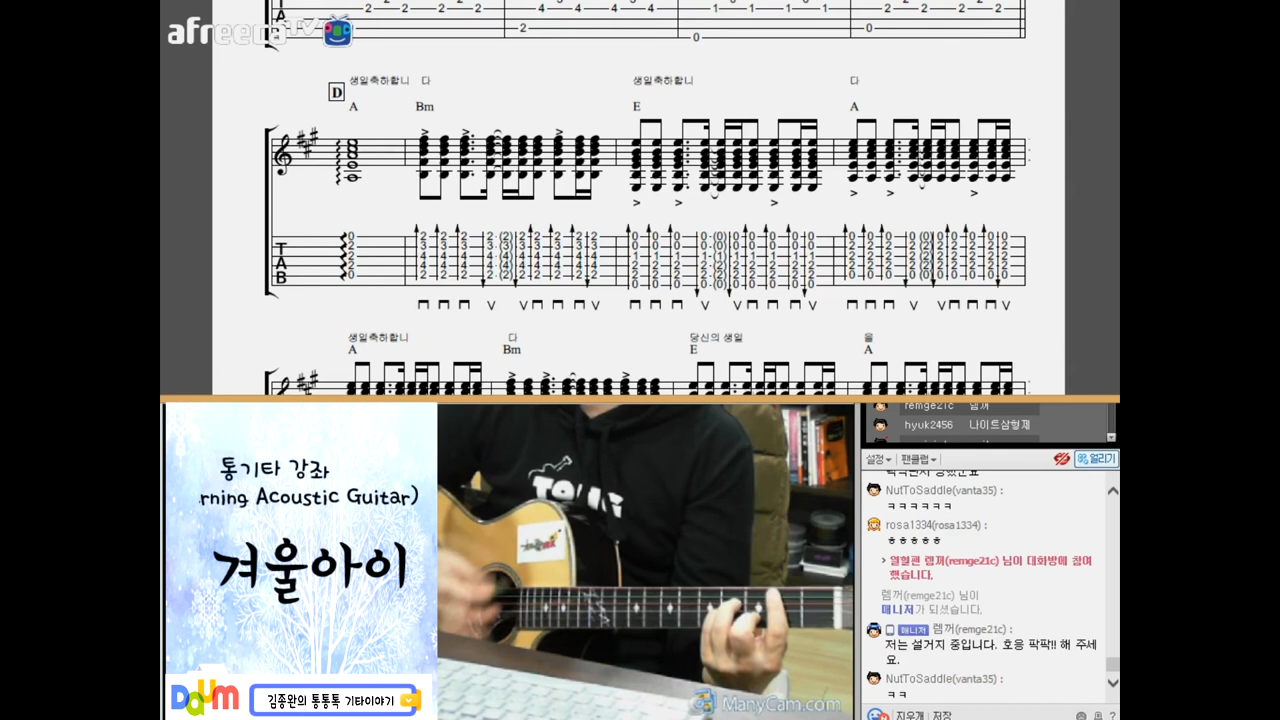 afreecaTV
생일축하합니 다 생일축하합니 다
D
A Bm E A
T
A
B
생일축하합니 다 당신의 생일 을
A Bm E A
통기타 강좌
rning Acoustic Guitar)
겨울아이
Daum
김종완의 통통톡 기타이야기
TOUCH
ManyCam.com
remge21c 렘꺼
hyuk2456 나이트삼형제
설정 팬클럽 얼리기
NutToSaddle(vanta35) :
ㅋㅋㅋㅋㅋㅋ
rosa1334(rosa1334) :
ㅎㅎㅎㅎㅎ
> 열혈팬 렘꺼(remge21c) 님이 대화방에 참여
했습니다.
렘꺼(remge21c) 님이
매니저가 되셨습니다.
매니저 렘꺼(remge21c) :
저는 설거지 중입니다. 호응 팍팍!! 해 주세
요.
NutToSaddle(vanta35) :
ㅋㅋ
지우개 저장